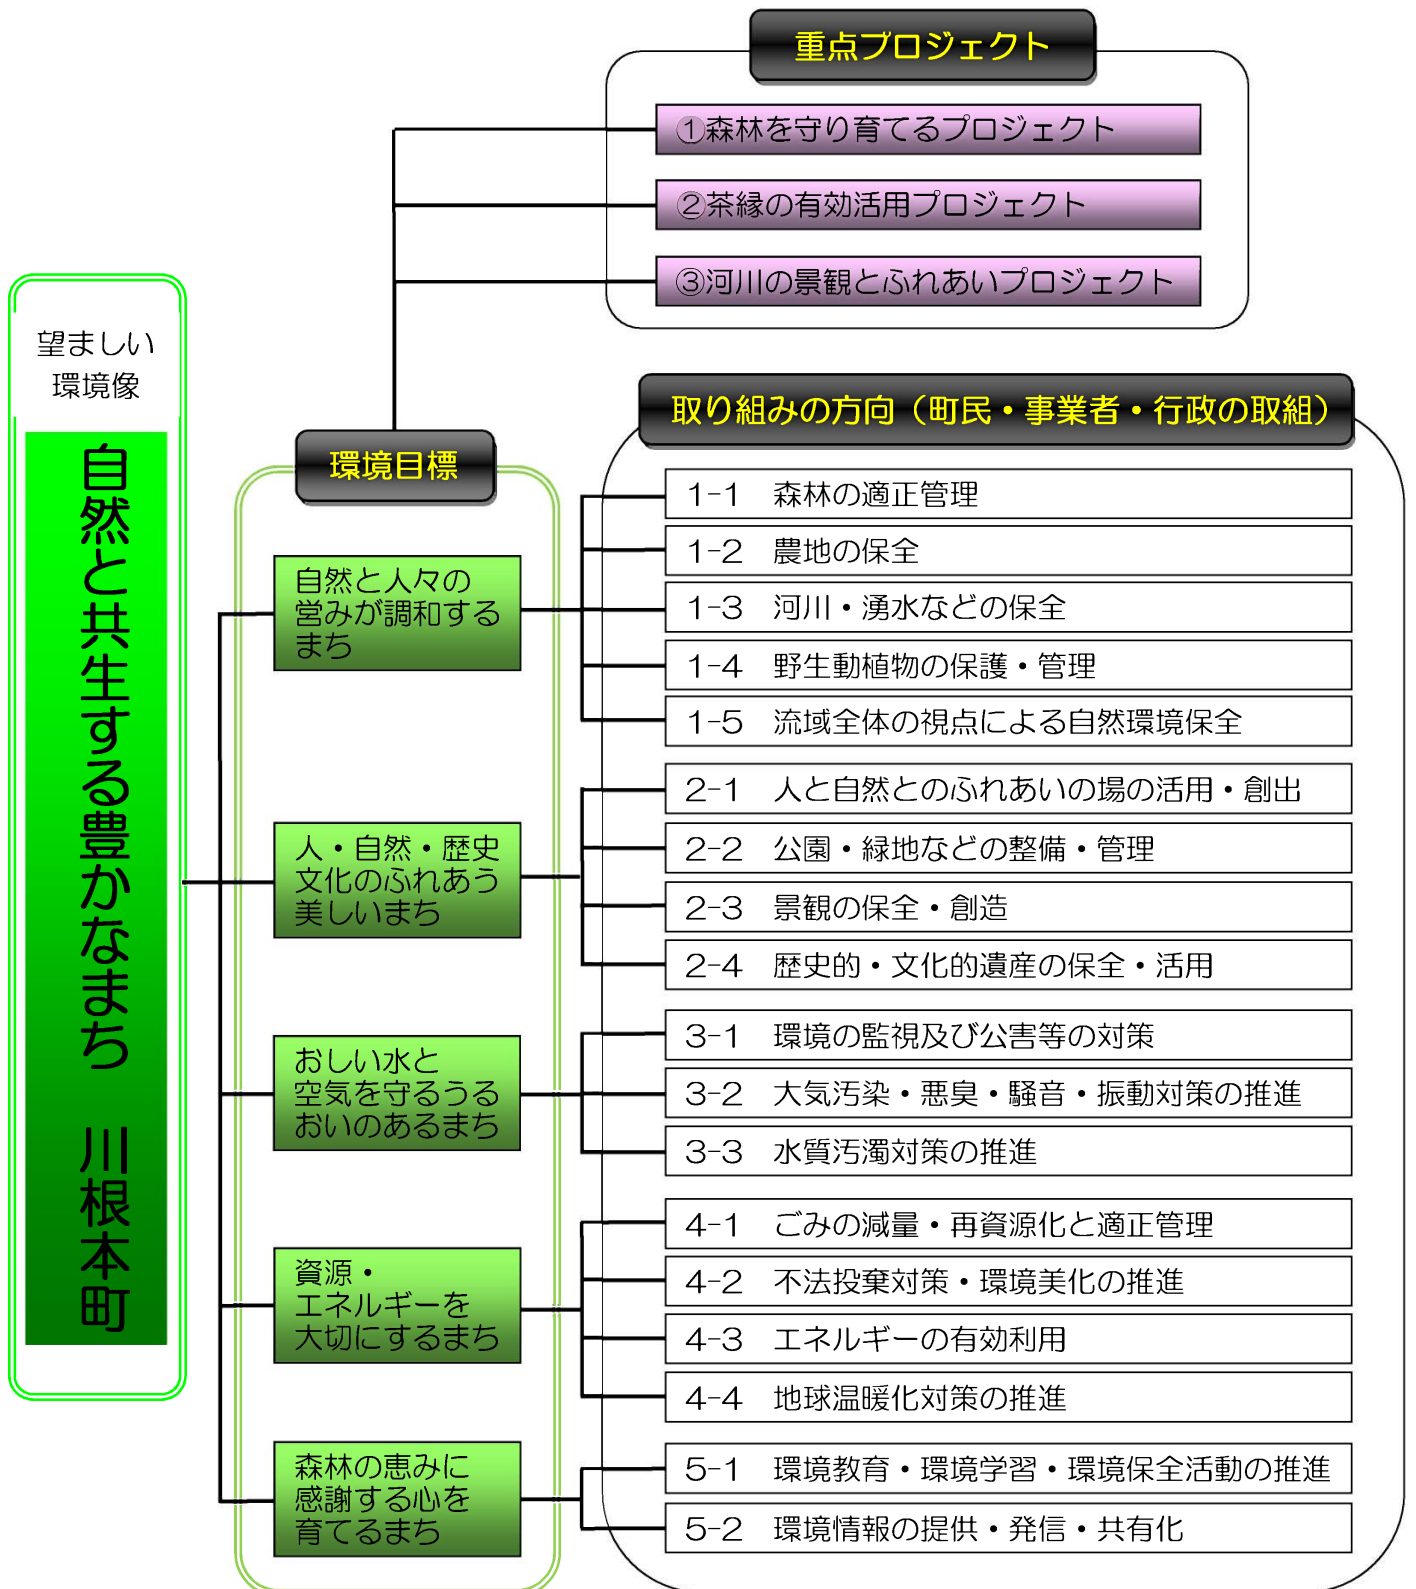 重点プロジェクト
①森林を守り育てるプロジェクト
②茶縁の有効活用プロジェクト
③河川の景観とふれあいプロジェクト
望ましい
環境像
自然と共生する豊かなまち　川根本町
環境目標
取り組みの方向（町民・事業者・行政の取組）
自然と人々の
営みが調和する
まち
1-1　森林の適正管理
1-2　農地の保全
1-3　河川・湧水などの保全
1-4　野生動植物の保護・管理
1-5　流域全体の視点による自然環境保全
人・自然・歴史
文化のふれあう
美しいまち
2-1　人と自然とのふれあいの場の活用・創出
2-2　公園・緑地などの整備・管理
2-3　景観の保全・創造
2-4　歴史的・文化的遺産の保全・活用
おしい水と
空気を守るうる
おいのあるまち
3-1　環境の監視及び公害等の対策
3-2　大気汚染・悪臭・騒音・振動対策の推進
3-3　水質汚濁対策の推進
資源・
エネルギーを
大切にするまち
4-1　ごみの減量・再資源化と適正管理
4-2　不法投棄対策・環境美化の推進
4-3　エネルギーの有効利用
4-4　地球温暖化対策の推進
森林の恵みに
感謝する心を
育てるまち
5-1　環境教育・環境学習・環境保全活動の推進
5-2　環境情報の提供・発信・共有化